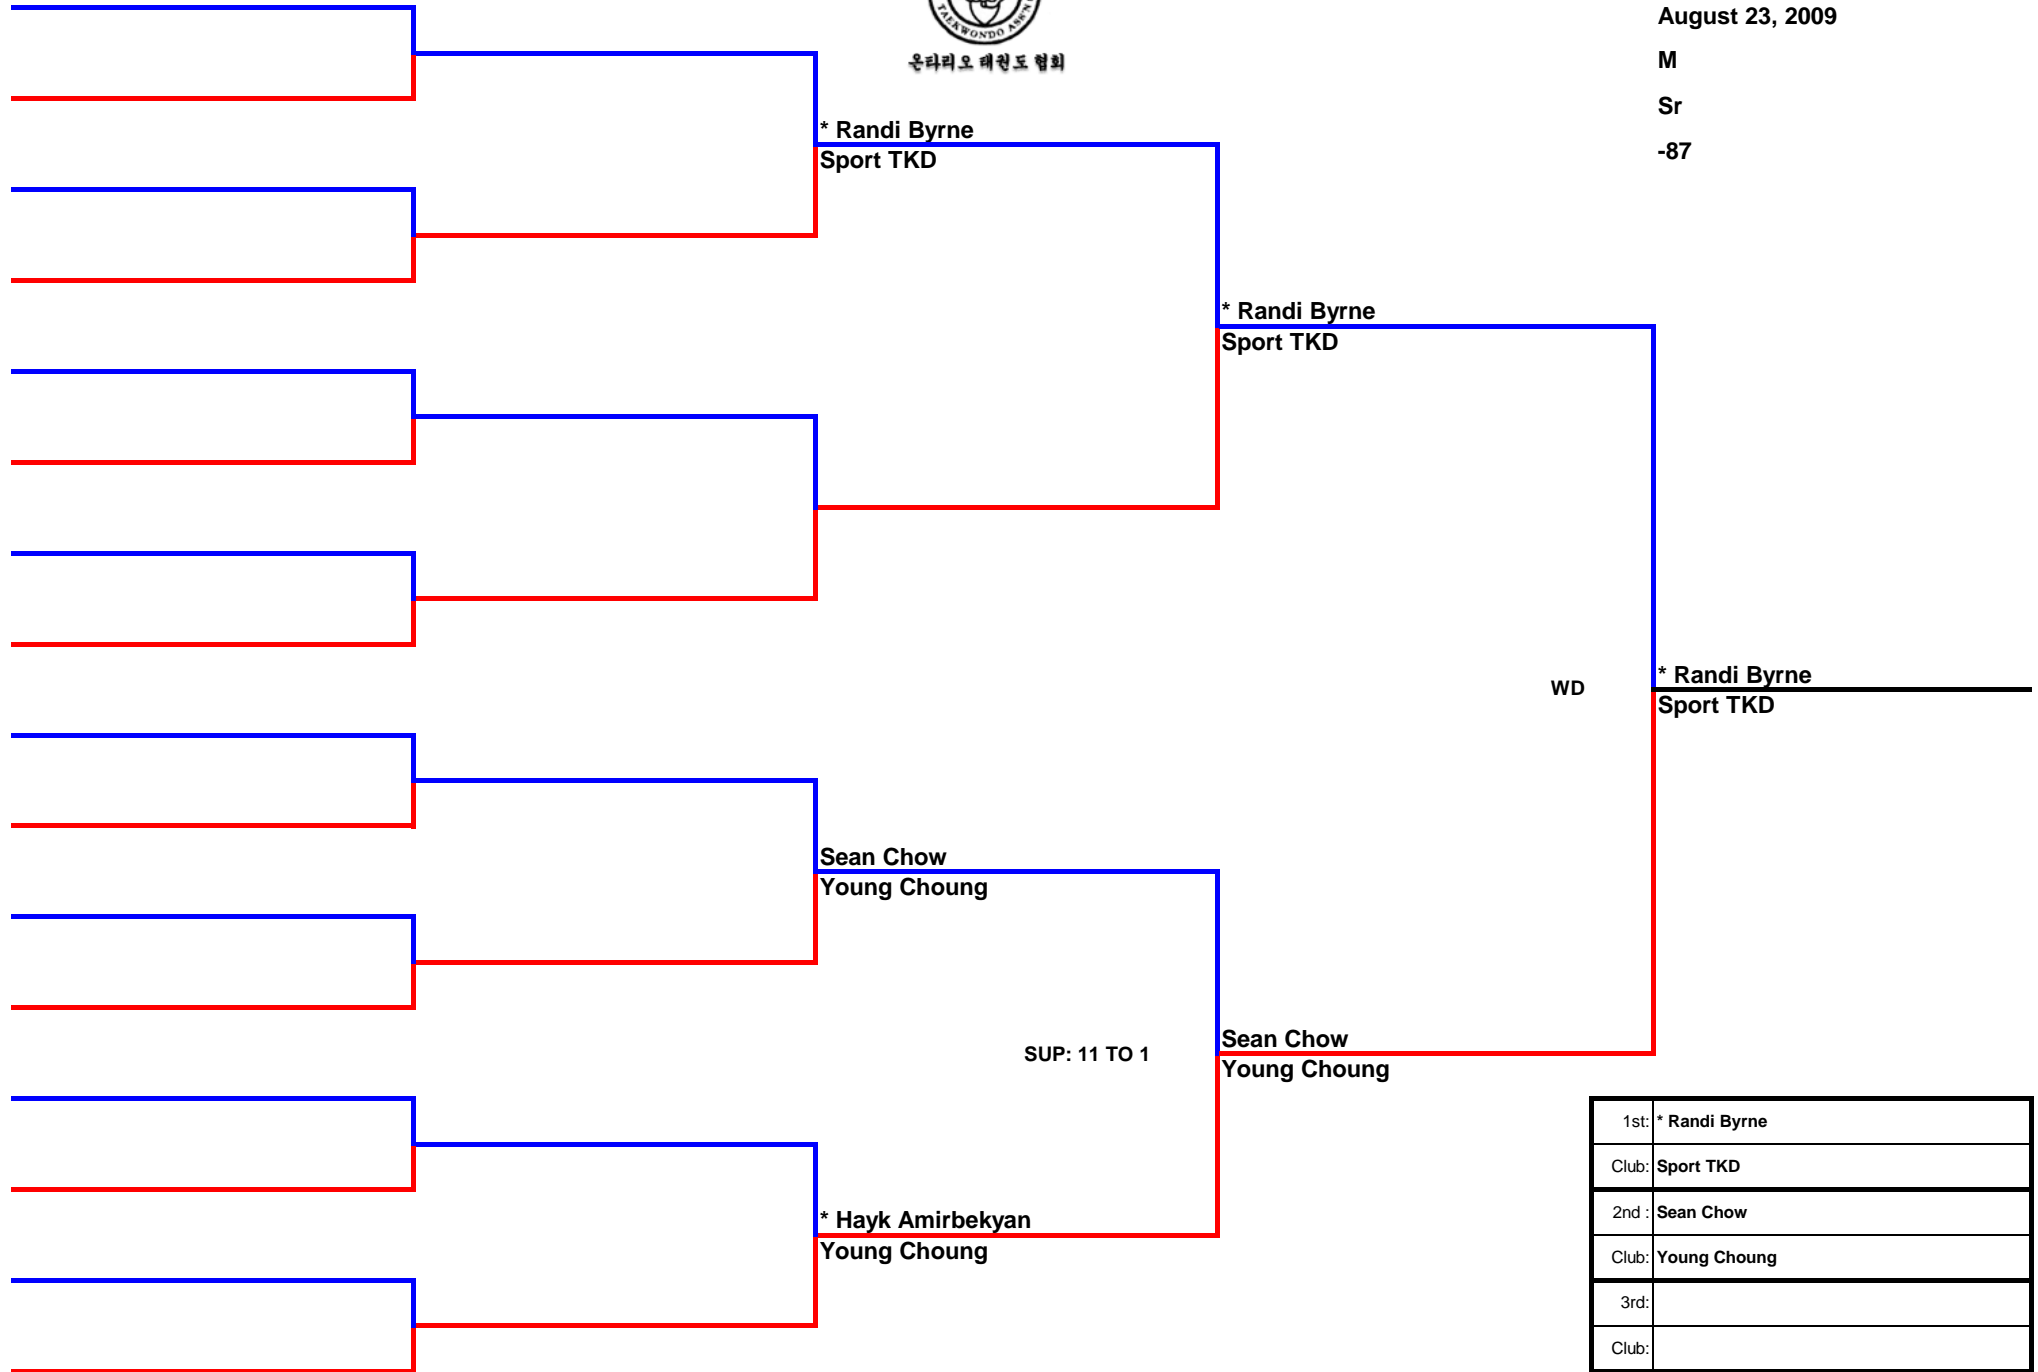 TAEKWONDO ASS'N
온타리오 태권도 협회
August 23, 2009
M
Sr
-87
* Randi Byrne
Sport TKD
* Randi Byrne
Sport TKD
WD
* Randi Byrne
Sport TKD
Sean Chow
Young Choung
SUP: 11 TO 1
Sean Chow
Young Choung
* Hayk Amirbekyan
Young Choung
1st: * Randi Byrne
Club: Sport TKD
2nd : Sean Chow
Club: Young Choung
3rd:
Club: